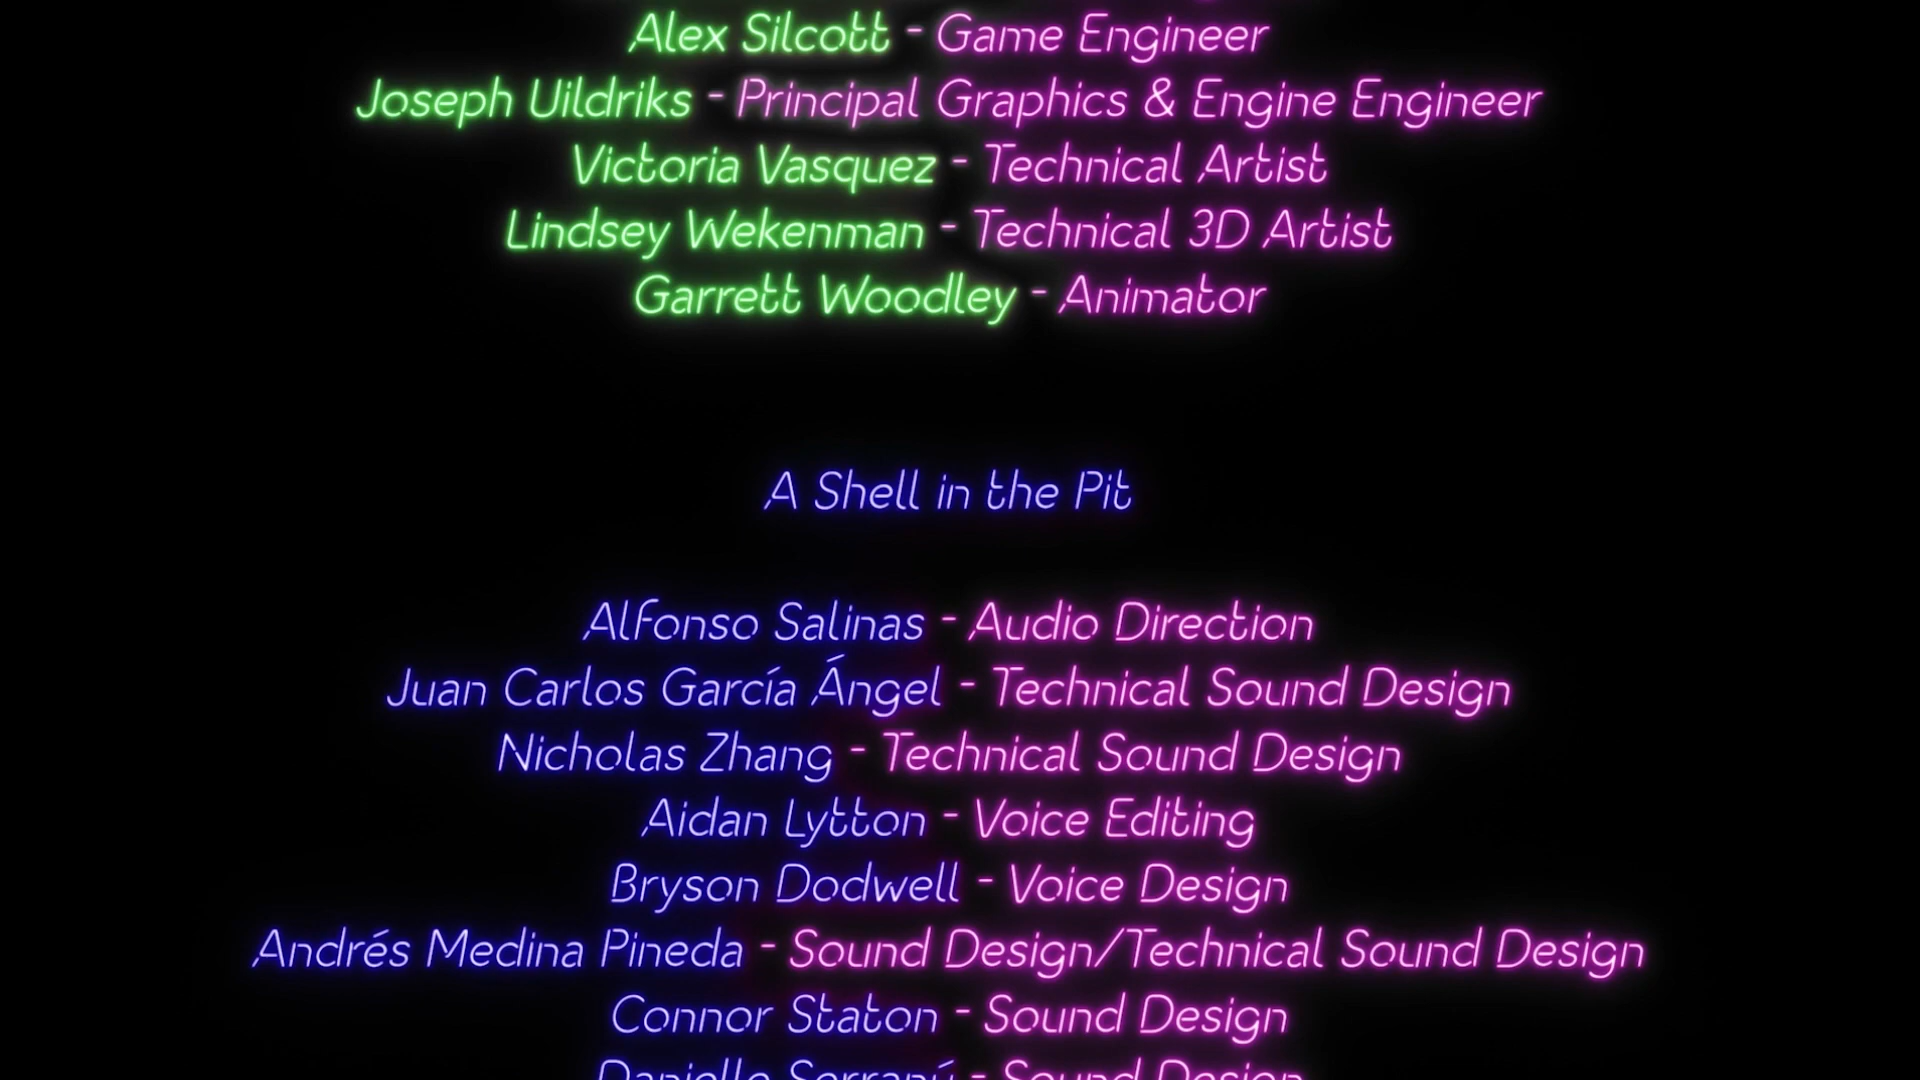 Alex Silcott - Game Engineer
Joseph Uildriks - Principal Graphics & Engine Engineer
Victoria Vasquez - Technical Artist
Lindsey Wekenman - Technical 3D Artist
Garrett Woodley - Animator
A Shell in the Pit
Alfonso Salinas - Audio Direction
Juan Carlos García Ángel - Technical Sound Design
Nicholas Zhang - Technical Sound Design
Aidan Lytton - Voice Editing
Bryson Dodwell - Voice Design
Andrés Medina Pineda - Sound Design/Technical Sound Design
Connor Staton - Sound Design
- Sound Design